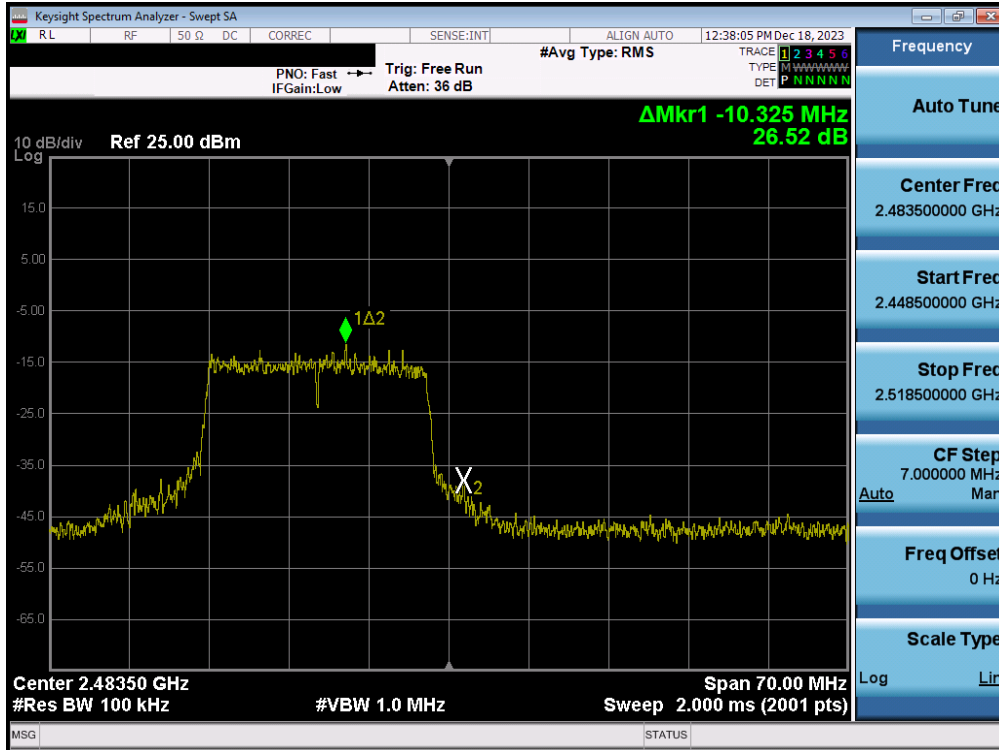 Keysight Spectrum Analyzer - Swept SA
LXI RL RF 50 Ω DC CORREC SENSE:INT ALIGN AUTO 12:38:05 PM Dec 18, 2023
Frequency
#Avg Type: RMS
TRACE 1 2 3 4 5 6
TYPE M W W W W W
DET P N N N N N
PNO: Fast Trig: Free Run
IFGain:Low Atten: 36 dB
Auto Tune
ΔMkr1 -10.325 MHz
26.52 dB
10 dB/div Ref 25.00 dBm
Log
15.0
5.00
-5.00
-15.0
-25.0
-35.0
-45.0
-55.0
-65.0
1Δ2
X2
Center Freq
2.483500000 GHz
Start Freq
2.448500000 GHz
Stop Freq
2.518500000 GHz
CF Step
7.000000 MHz
Auto Man
Freq Offset
0 Hz
Scale Type
Log Lin
Center 2.48350 GHz Span 70.00 MHz
#Res BW 100 kHz #VBW 1.0 MHz Sweep 2.000 ms (2001 pts)
MSG STATUS